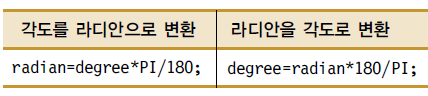 각도를 라디안으로 변환 라디안을 각도로 변환
radian=degree*PI/180; degree=radian*180/PI;